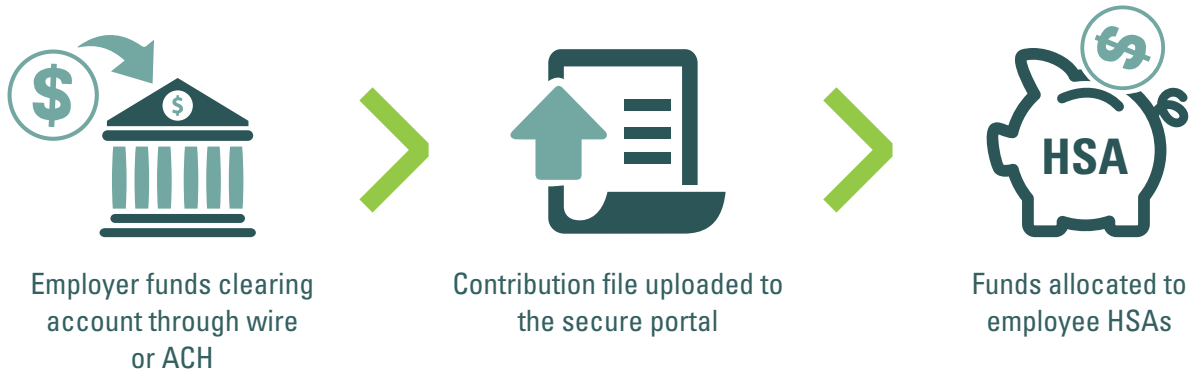 $
$
Employer funds clearing
account through wire
or ACH
Contribution file uploaded to
the secure portal
$
HSA
Funds allocated to
employee HSAs